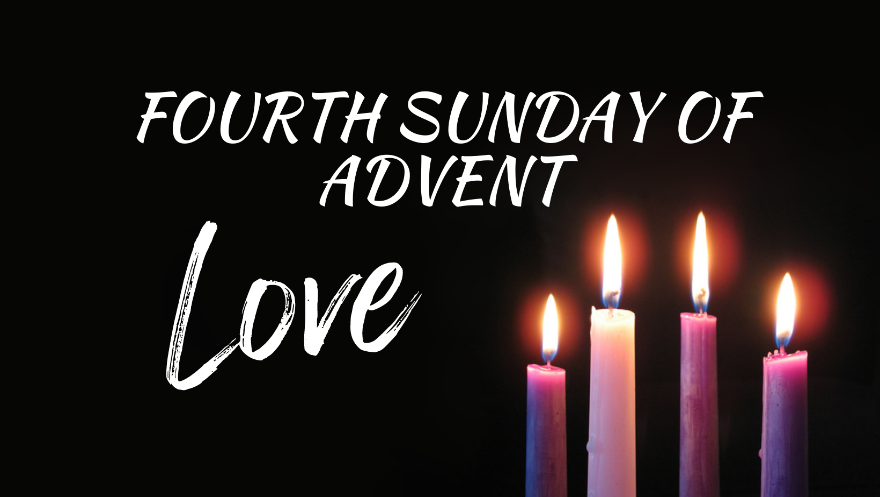 FOURTH SUNDAY OF
ADVENT
Love